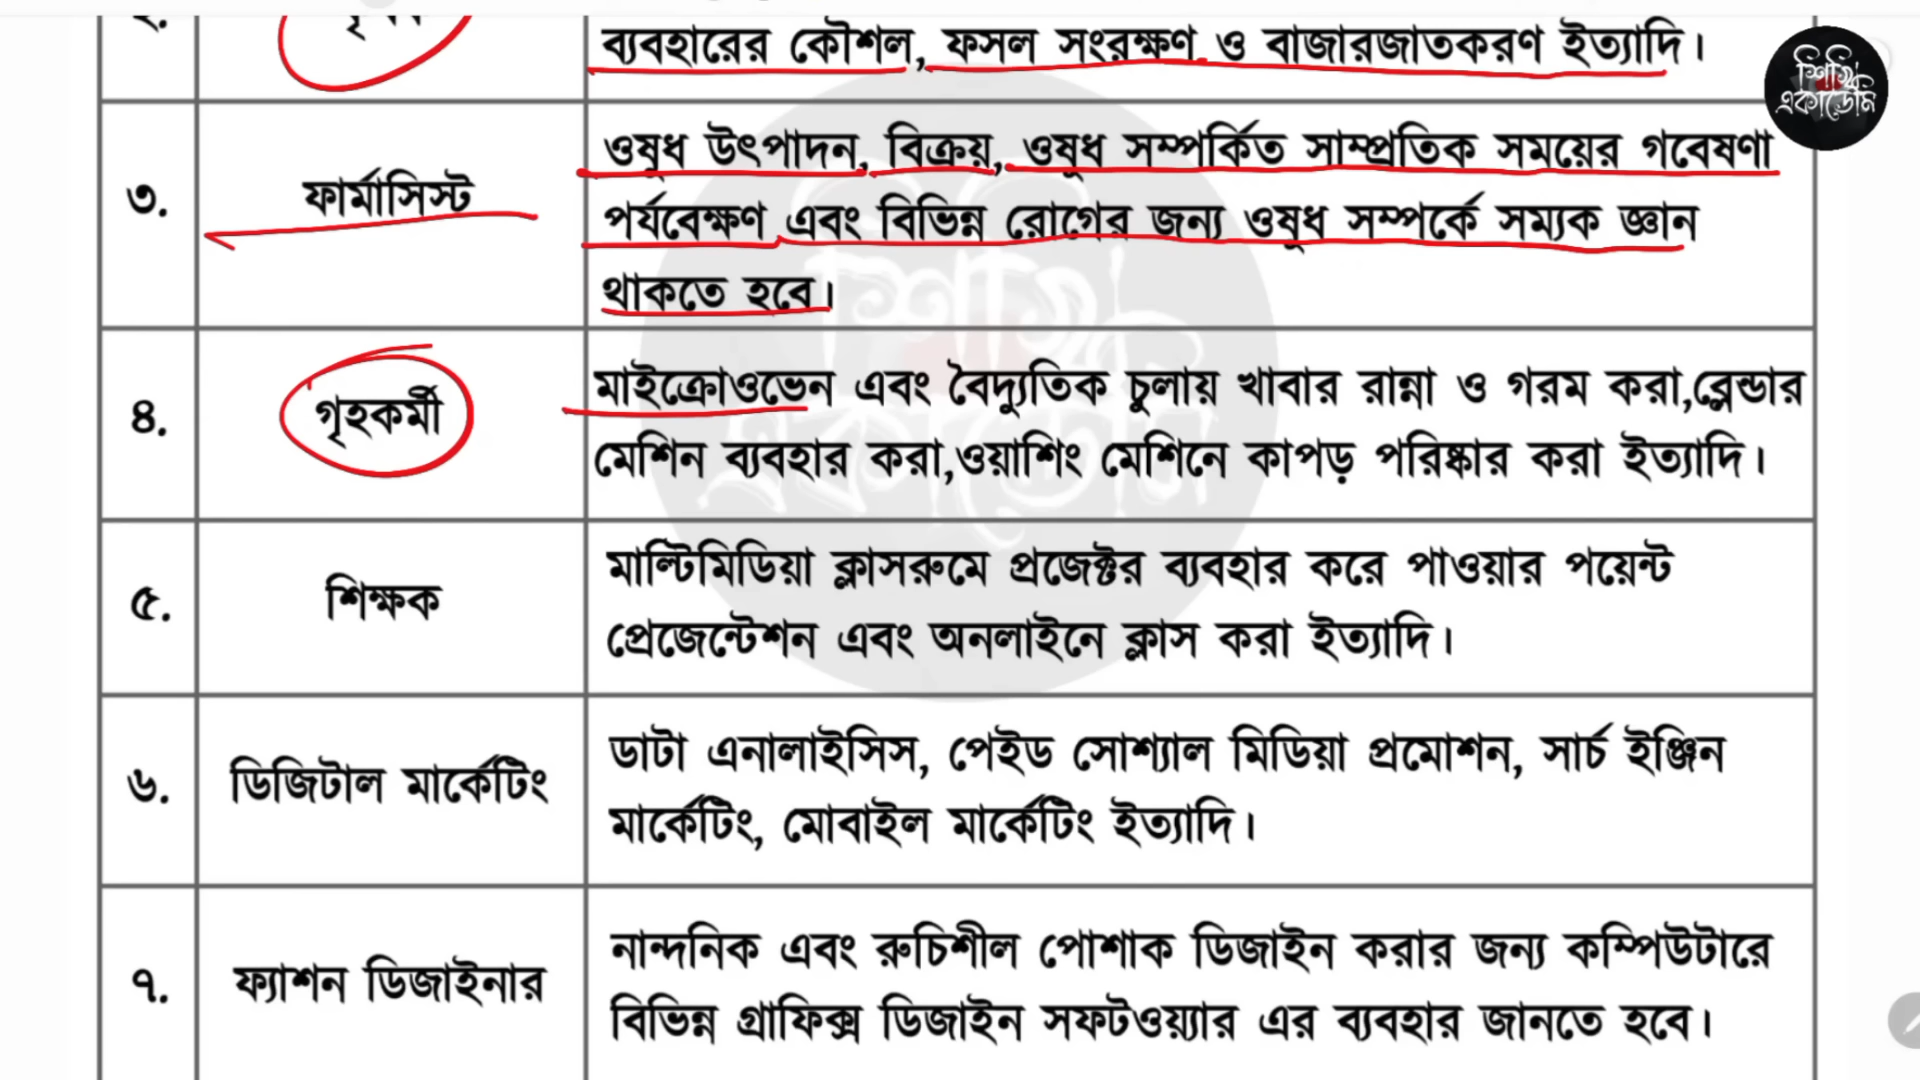 ২.
ব্যবহারের কৌশল, ফসল সংরক্ষণ ও বাজারজাতকরণ ইত্যাদি।
শিখি একাডেমি
৩.
ফার্মাসিস্ট
ওষুধ উৎপাদন, বিক্রয়, ওষুধ সম্পর্কিত সাম্প্রতিক সময়ের গবেষণা
পর্যবেক্ষণ এবং বিভিন্ন রোগের জন্য ওষুধ সম্পর্কে সম্যক জ্ঞান
থাকতে হবে।
৪.
গৃহকর্মী
মাইক্রোওভেন এবং বৈদ্যুতিক চুলায় খাবার রান্না ও গরম করা,ব্লেন্ডার
মেশিন ব্যবহার করা,ওয়াশিং মেশিনে কাপড় পরিষ্কার করা ইত্যাদি।
৫.
শিক্ষক
মাল্টিমিডিয়া ক্লাসরুমে প্রজেক্টর ব্যবহার করে পাওয়ার পয়েন্ট
প্রেজেন্টেশন এবং অনলাইনে ক্লাস করা ইত্যাদি।
৬.
ডিজিটাল মার্কেটিং
ডাটা এনালাইসিস, পেইড সোশ্যাল মিডিয়া প্রমোশন, সার্চ ইঞ্জিন
মার্কেটিং, মোবাইল মার্কেটিং ইত্যাদি।
৭.
ফ্যাশন ডিজাইনার
নান্দনিক এবং রুচিশীল পোশাক ডিজাইন করার জন্য কম্পিউটারে
বিভিন্ন গ্রাফিক্স ডিজাইন সফটওয়্যার এর ব্যবহার জানতে হবে।